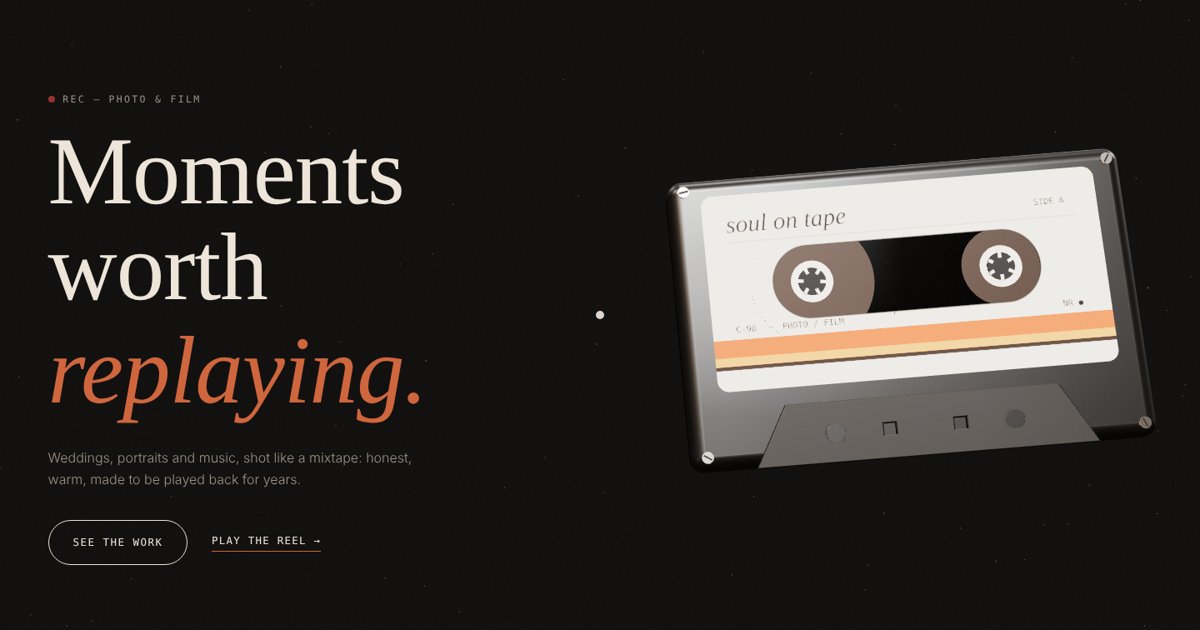 REC — PHOTO & FILM
Moments
worth
replaying.
Weddings, portraits and music, shot like a mixtape: honest,
warm, made to be played back for years.
SEE THE WORK
PLAY THE REEL →
soul on tape
SIDE A
C-90
PHOTO / FILM
NR ●